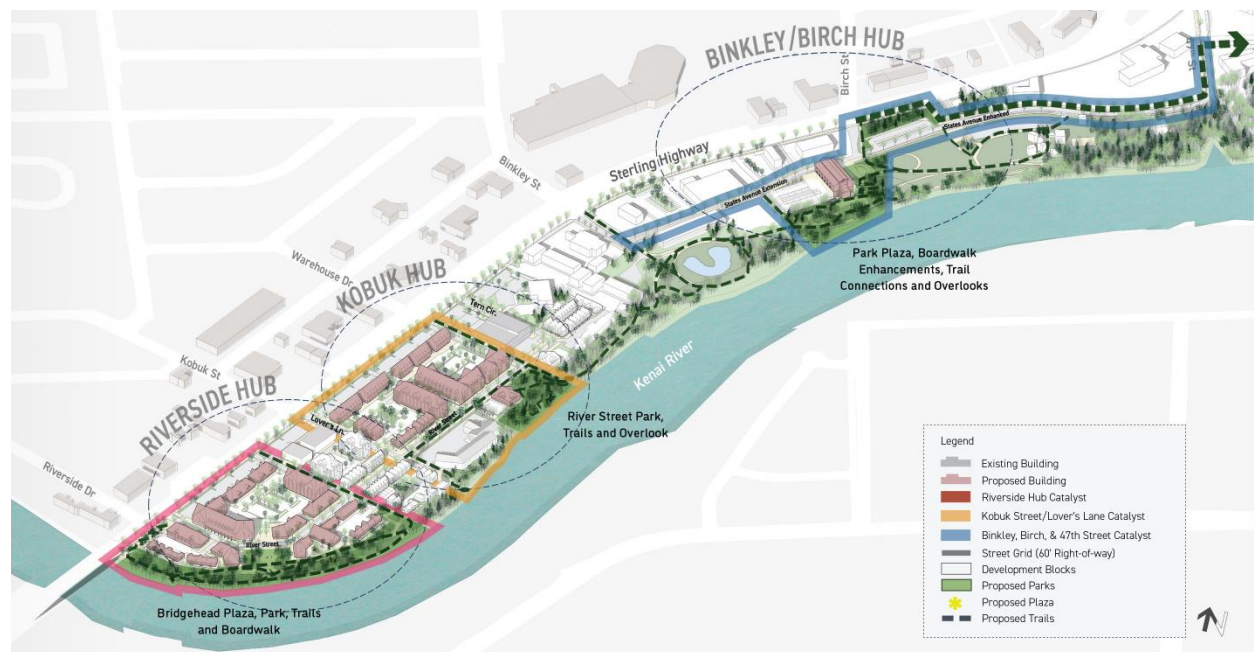 BINKLEY/BIRCH HUB
Birch St
47th St
States Avenue Enhanced
Sterling Highway
Binkley St
States Avenue Extension
Park Plaza, Boardwalk
Enhancements, Trail
Connections and Overlooks
Warehouse Dr
KOBUK HUB
Tern Cir.
Kobuk St
Kenai River
RIVERSIDE HUB
Lover's Ln.
River Street
River Street Park,
Trails and Overlook
Riverside Dr
River Street
Bridgehead Plaza, Park, Trails
and Boardwalk
Legend
Existing Building
Proposed Building
Riverside Hub Catalyst
Kobuk Street/Lover's Lane Catalyst
Binkley, Birch, & 47th Street Catalyst
Street Grid (60' Right-of-way)
Development Blocks
Proposed Parks
Proposed Plaza
Proposed Trails
N